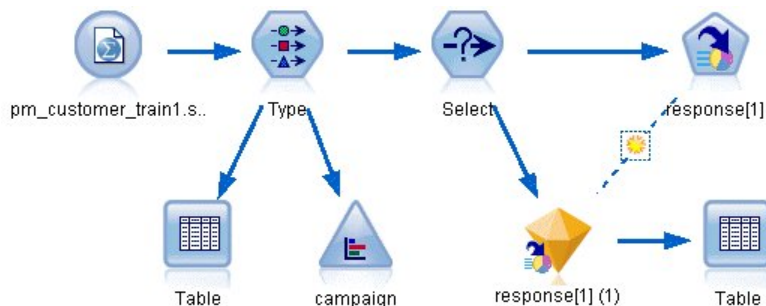 pm_customer_train1.s..
Type
Select
response[1]
Table
campaign
response[1] (1)
Table